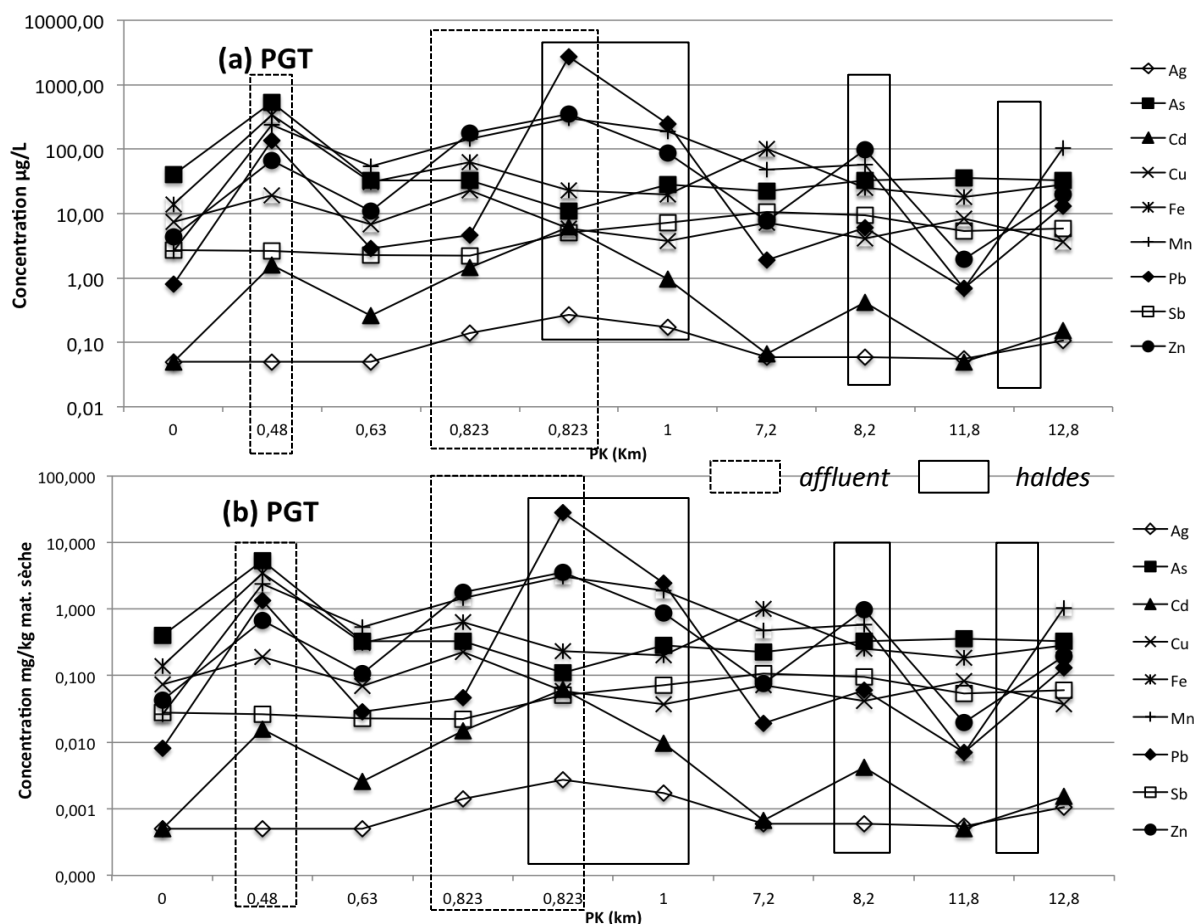 (a) PGT
Concentration µg/L
10000,00
1000,00
100,00
10,00
1,00
0,10
0,01
0
0,48
0,63
0,823
0,823
1
7,2
8,2
11,8
12,8
PK (Km)
Ag
As
Cd
Cu
Fe
Mn
Pb
Sb
Zn
affluent
haldes
(b) PGT
Concentration mg/kg mat. sèche
100,000
10,000
1,000
0,100
0,010
0,001
0,000
0
0,48
0,63
0,823
0,823
1
7,2
8,2
11,8
12,8
PK (km)
Ag
As
Cd
Cu
Fe
Mn
Pb
Sb
Zn